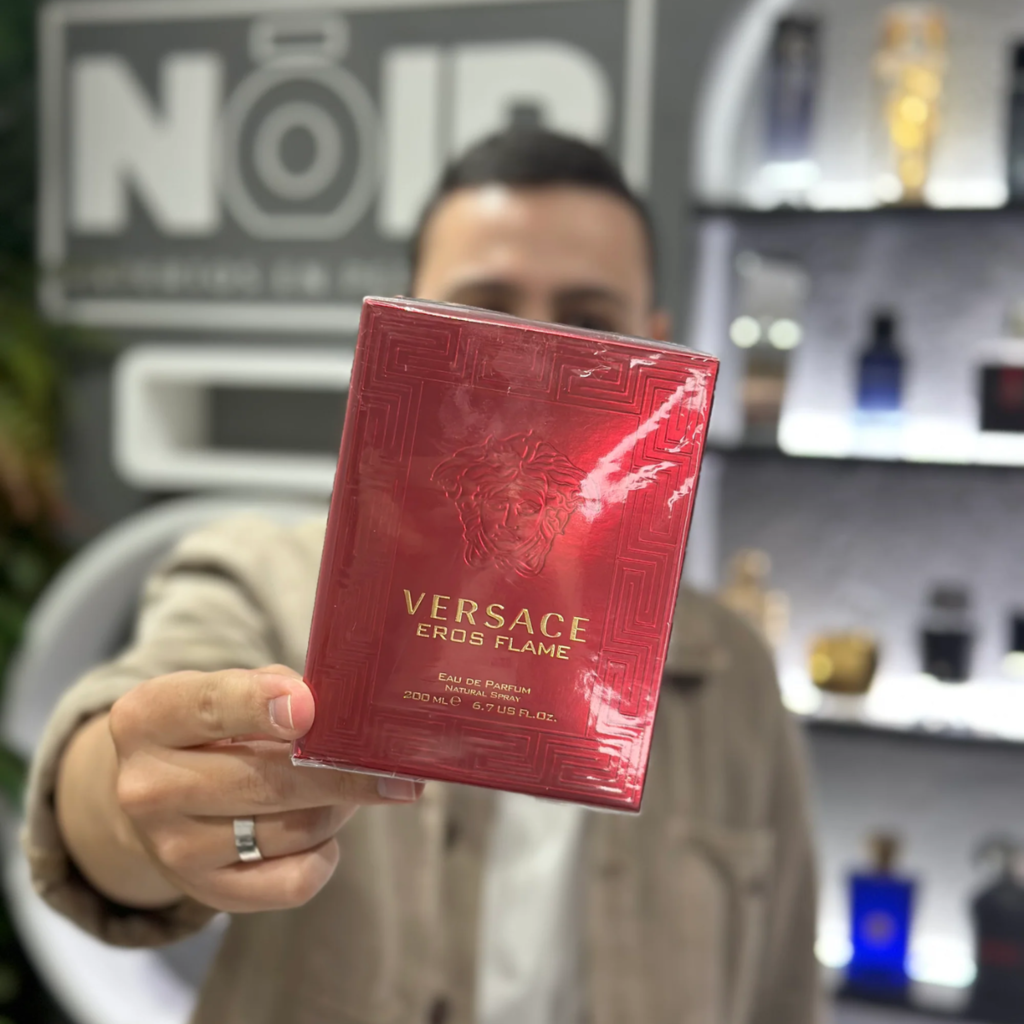 NOIR
VERSACE
EROS FLAME
EAU DE PARFUM
NATURAL SPRAY
200 ML ℮ 6.7 US FL.OZ.